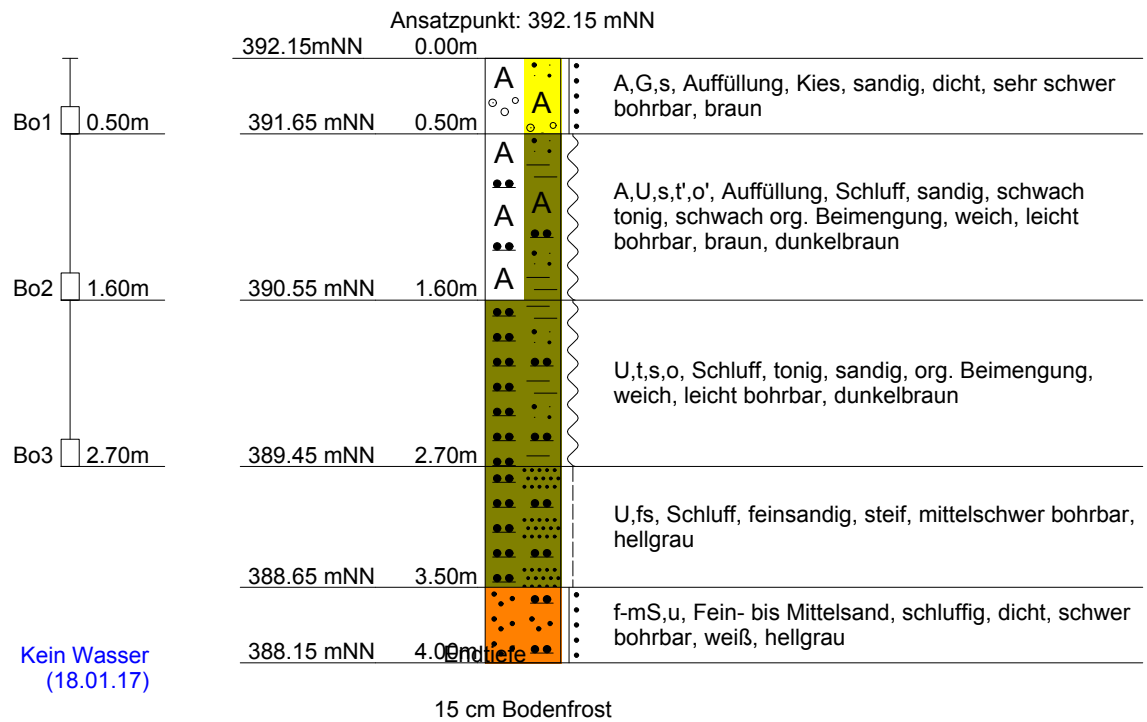 Ansatzpunkt: 392.15 mNN
392.15mNN 0.00m
A
A
A,G,s, Auffüllung, Kies, sandig, dicht, sehr schwer
bohrbar, braun
Bo1 0.50m 391.65 mNN 0.50m
A
A
A
A
A,U,s,t',o', Auffüllung, Schluff, sandig, schwach
tonig, schwach org. Beimengung, weich, leicht
bohrbar, braun, dunkelbraun
Bo2 1.60m 390.55 mNN 1.60m
U,t,s,o, Schluff, tonig, sandig, org. Beimengung,
weich, leicht bohrbar, dunkelbraun
Bo3 2.70m 389.45 mNN 2.70m
U,fs, Schluff, feinsandig, steif, mittelschwer bohrbar,
hellgrau
388.65 mNN 3.50m
f-mS,u, Fein- bis Mittelsand, schluffig, dicht, schwer
bohrbar, weiß, hellgrau
388.15 mNN 4.00m
Endtiefe
Kein Wasser
(18.01.17)
15 cm Bodenfrost